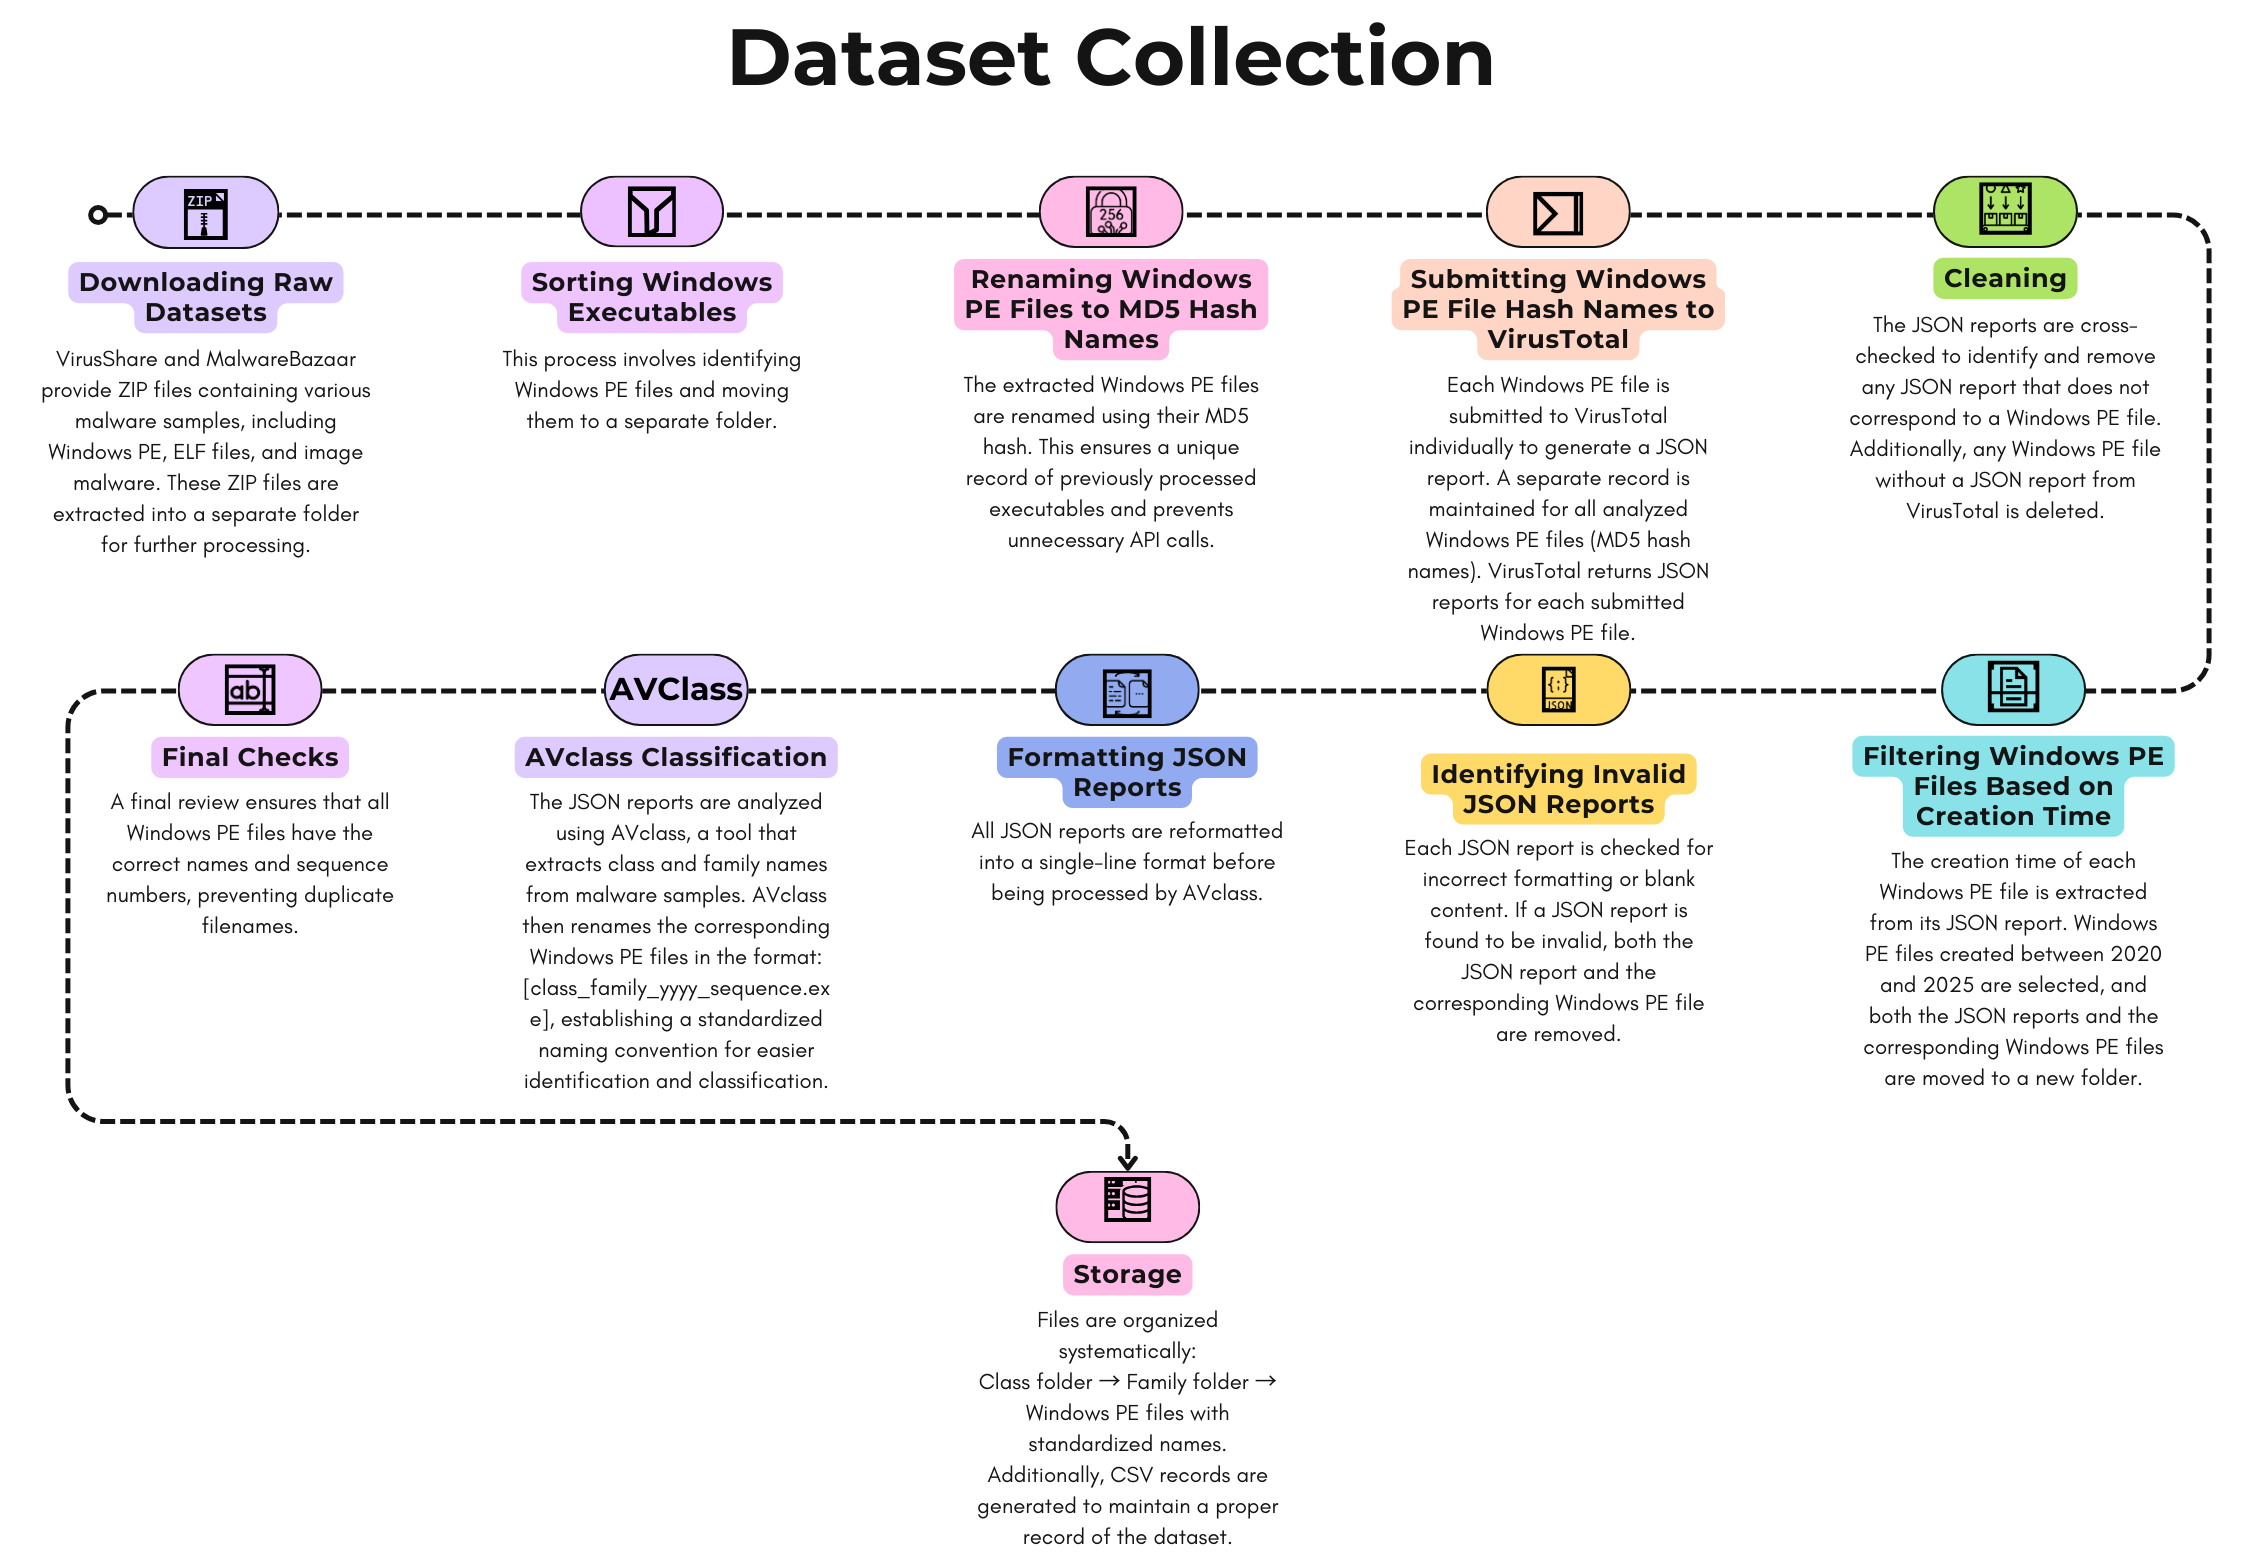 Dataset Collection
ZIP
Downloading Raw
Datasets
VirusShare and MalwareBazaar
provide ZIP files containing various
malware samples, including
Windows PE, ELF files, and image
malware. These ZIP files are
extracted into a separate folder
for further processing.
Sorting Windows
Executables
This process involves identifying
Windows PE files and moving
them to a separate folder.
256
Renaming Windows
PE Files to MD5 Hash
Names
The extracted Windows PE files
are renamed using their MD5
hash. This ensures a unique
record of previously processed
executables and prevents
unnecessary API calls.
Submitting Windows
PE File Hash Names to
VirusTotal
Each Windows PE file is
submitted to VirusTotal
individually to generate a JSON
report. A separate record is
maintained for all analyzed
Windows PE files (MD5 hash
names). VirusTotal returns JSON
reports for each submitted
Windows PE file.
Cleaning
The JSON reports are cross-
checked to identify and remove
any JSON report that does not
correspond to a Windows PE file.
Additionally, any Windows PE file
without a JSON report from
VirusTotal is deleted.
Filtering Windows PE
Files Based on
Creation Time
The creation time of each
Windows PE file is extracted
from its JSON report. Windows
PE files created between 2020
and 2025 are selected, and
both the JSON reports and the
corresponding Windows PE files
are moved to a new folder.
{:}
JSON
Identifying Invalid
JSON Reports
Each JSON report is checked for
incorrect formatting or blank
content. If a JSON report is
found to be invalid, both the
JSON report and the
corresponding Windows PE file
are removed.
Formatting JSON
Reports
All JSON reports are reformatted
into a single-line format before
being processed by AVclass.
AVClass
AVclass Classification
The JSON reports are analyzed
using AVclass, a tool that
extracts class and family names
from malware samples. AVclass
then renames the corresponding
Windows PE files in the format:
[class_family_yyyy_sequence.ex
e], establishing a standardized
naming convention for easier
identification and classification.
ab
Final Checks
A final review ensures that all
Windows PE files have the
correct names and sequence
numbers, preventing duplicate
filenames.
Storage
Files are organized
systematically:
Class folder → Family folder →
Windows PE files with
standardized names.
Additionally, CSV records are
generated to maintain a proper
record of the dataset.